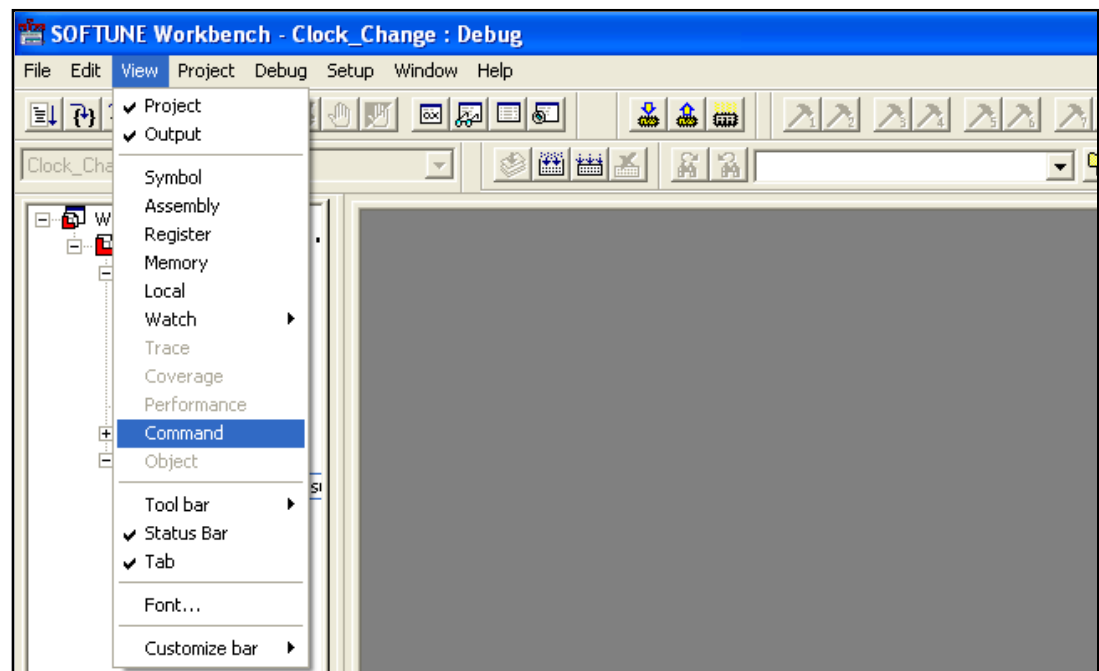 SOFTUNE Workbench - Clock_Change : Debug
File Edit View Project Debug Setup Window Help
Project
Output
Clock_Cha
Symbol
Assembly
W
Register
Memory
Local
Watch
Trace
Coverage
Performance
Command
Object
Tool bar
Status Bar
Tab
Font...
Customize bar